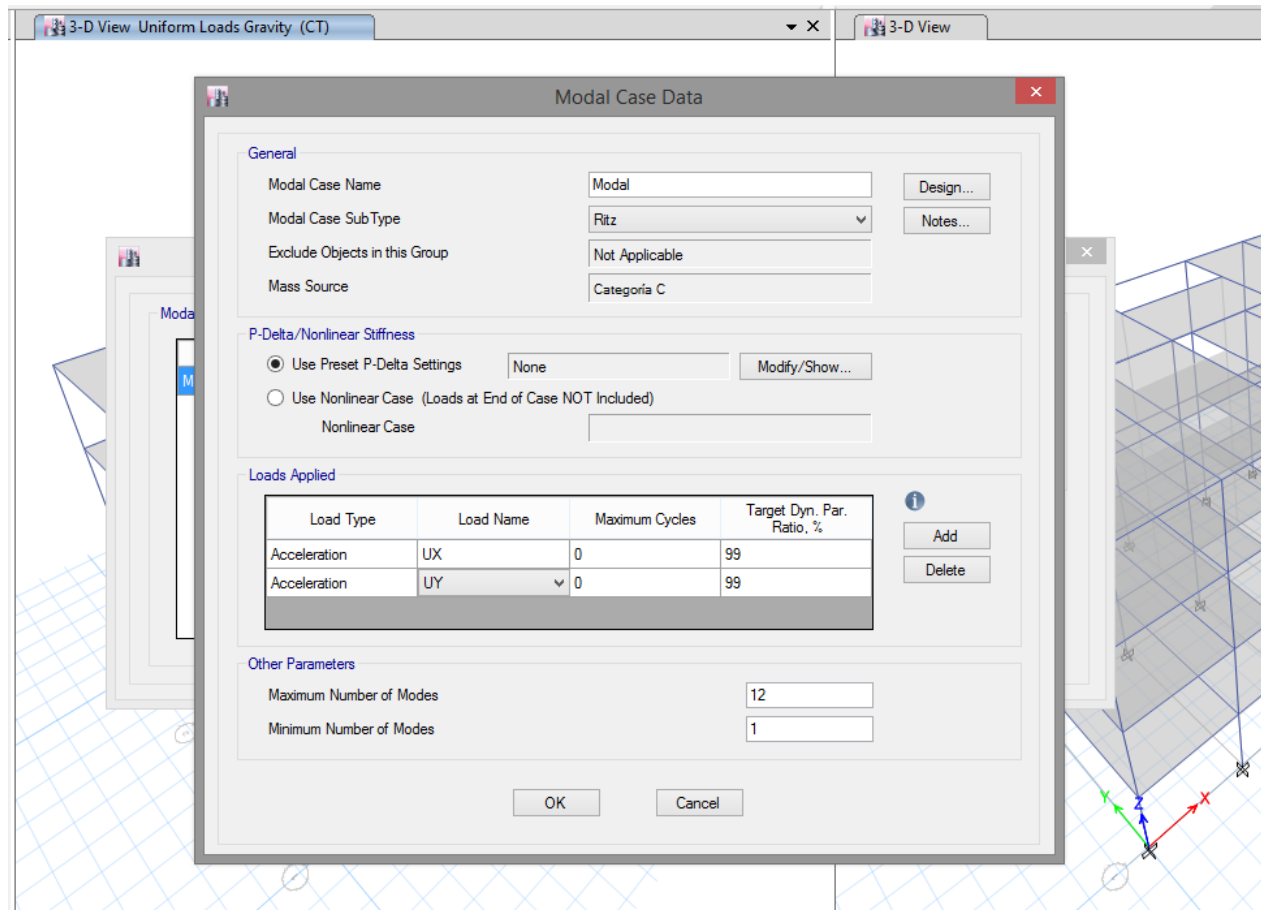 3-D View Uniform Loads Gravity (CT)
3-D View
Modal Case Data
General
Modal Case Name
Modal
Design...
Modal Case SubType
Ritz
Notes...
Exclude Objects in this Group
Not Applicable
Mass Source
Categoría C
Moda
M
P-Delta/Nonlinear Stiffness
Use Preset P-Delta Settings
None
Modify/Show...
Use Nonlinear Case (Loads at End of Case NOT Included)
Nonlinear Case
Loads Applied
Load Type Load Name Maximum Cycles Target Dyn. Par.
Ratio, %
Acceleration UX 0 99
Acceleration UY 0 99
Add
Delete
Other Parameters
Maximum Number of Modes
12
Minimum Number of Modes
1
OK
Cancel
Y Z X